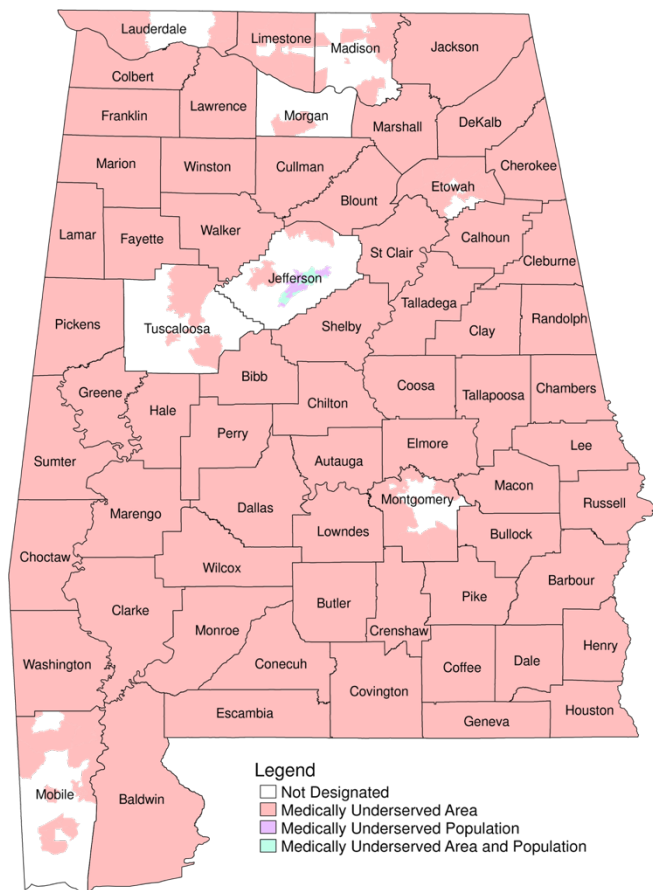 Lauderdale
Limestone
Madison
Jackson
Colbert
Lawrence
Franklin
Morgan
Marshall
DeKalb
Marion
Winston
Cullman
Cherokee
Etowah
Blount
Walker
Lamar
Fayette
St Clair
Calhoun
Cleburne
Jefferson
Talladega
Pickens
Tuscaloosa
Shelby
Clay
Randolph
Bibb
Greene
Hale
Chilton
Coosa
Tallapoosa
Chambers
Perry
Elmore
Lee
Sumter
Autauga
Macon
Montgomery
Russell
Marengo
Dallas
Lowndes
Bullock
Choctaw
Wilcox
Barbour
Clarke
Butler
Pike
Monroe
Crenshaw
Henry
Washington
Conecuh
Coffee
Dale
Covington
Escambia
Geneva
Houston
Mobile
Baldwin
Legend
Not Designated
Medically Underserved Area
Medically Underserved Population
Medically Underserved Area and Population